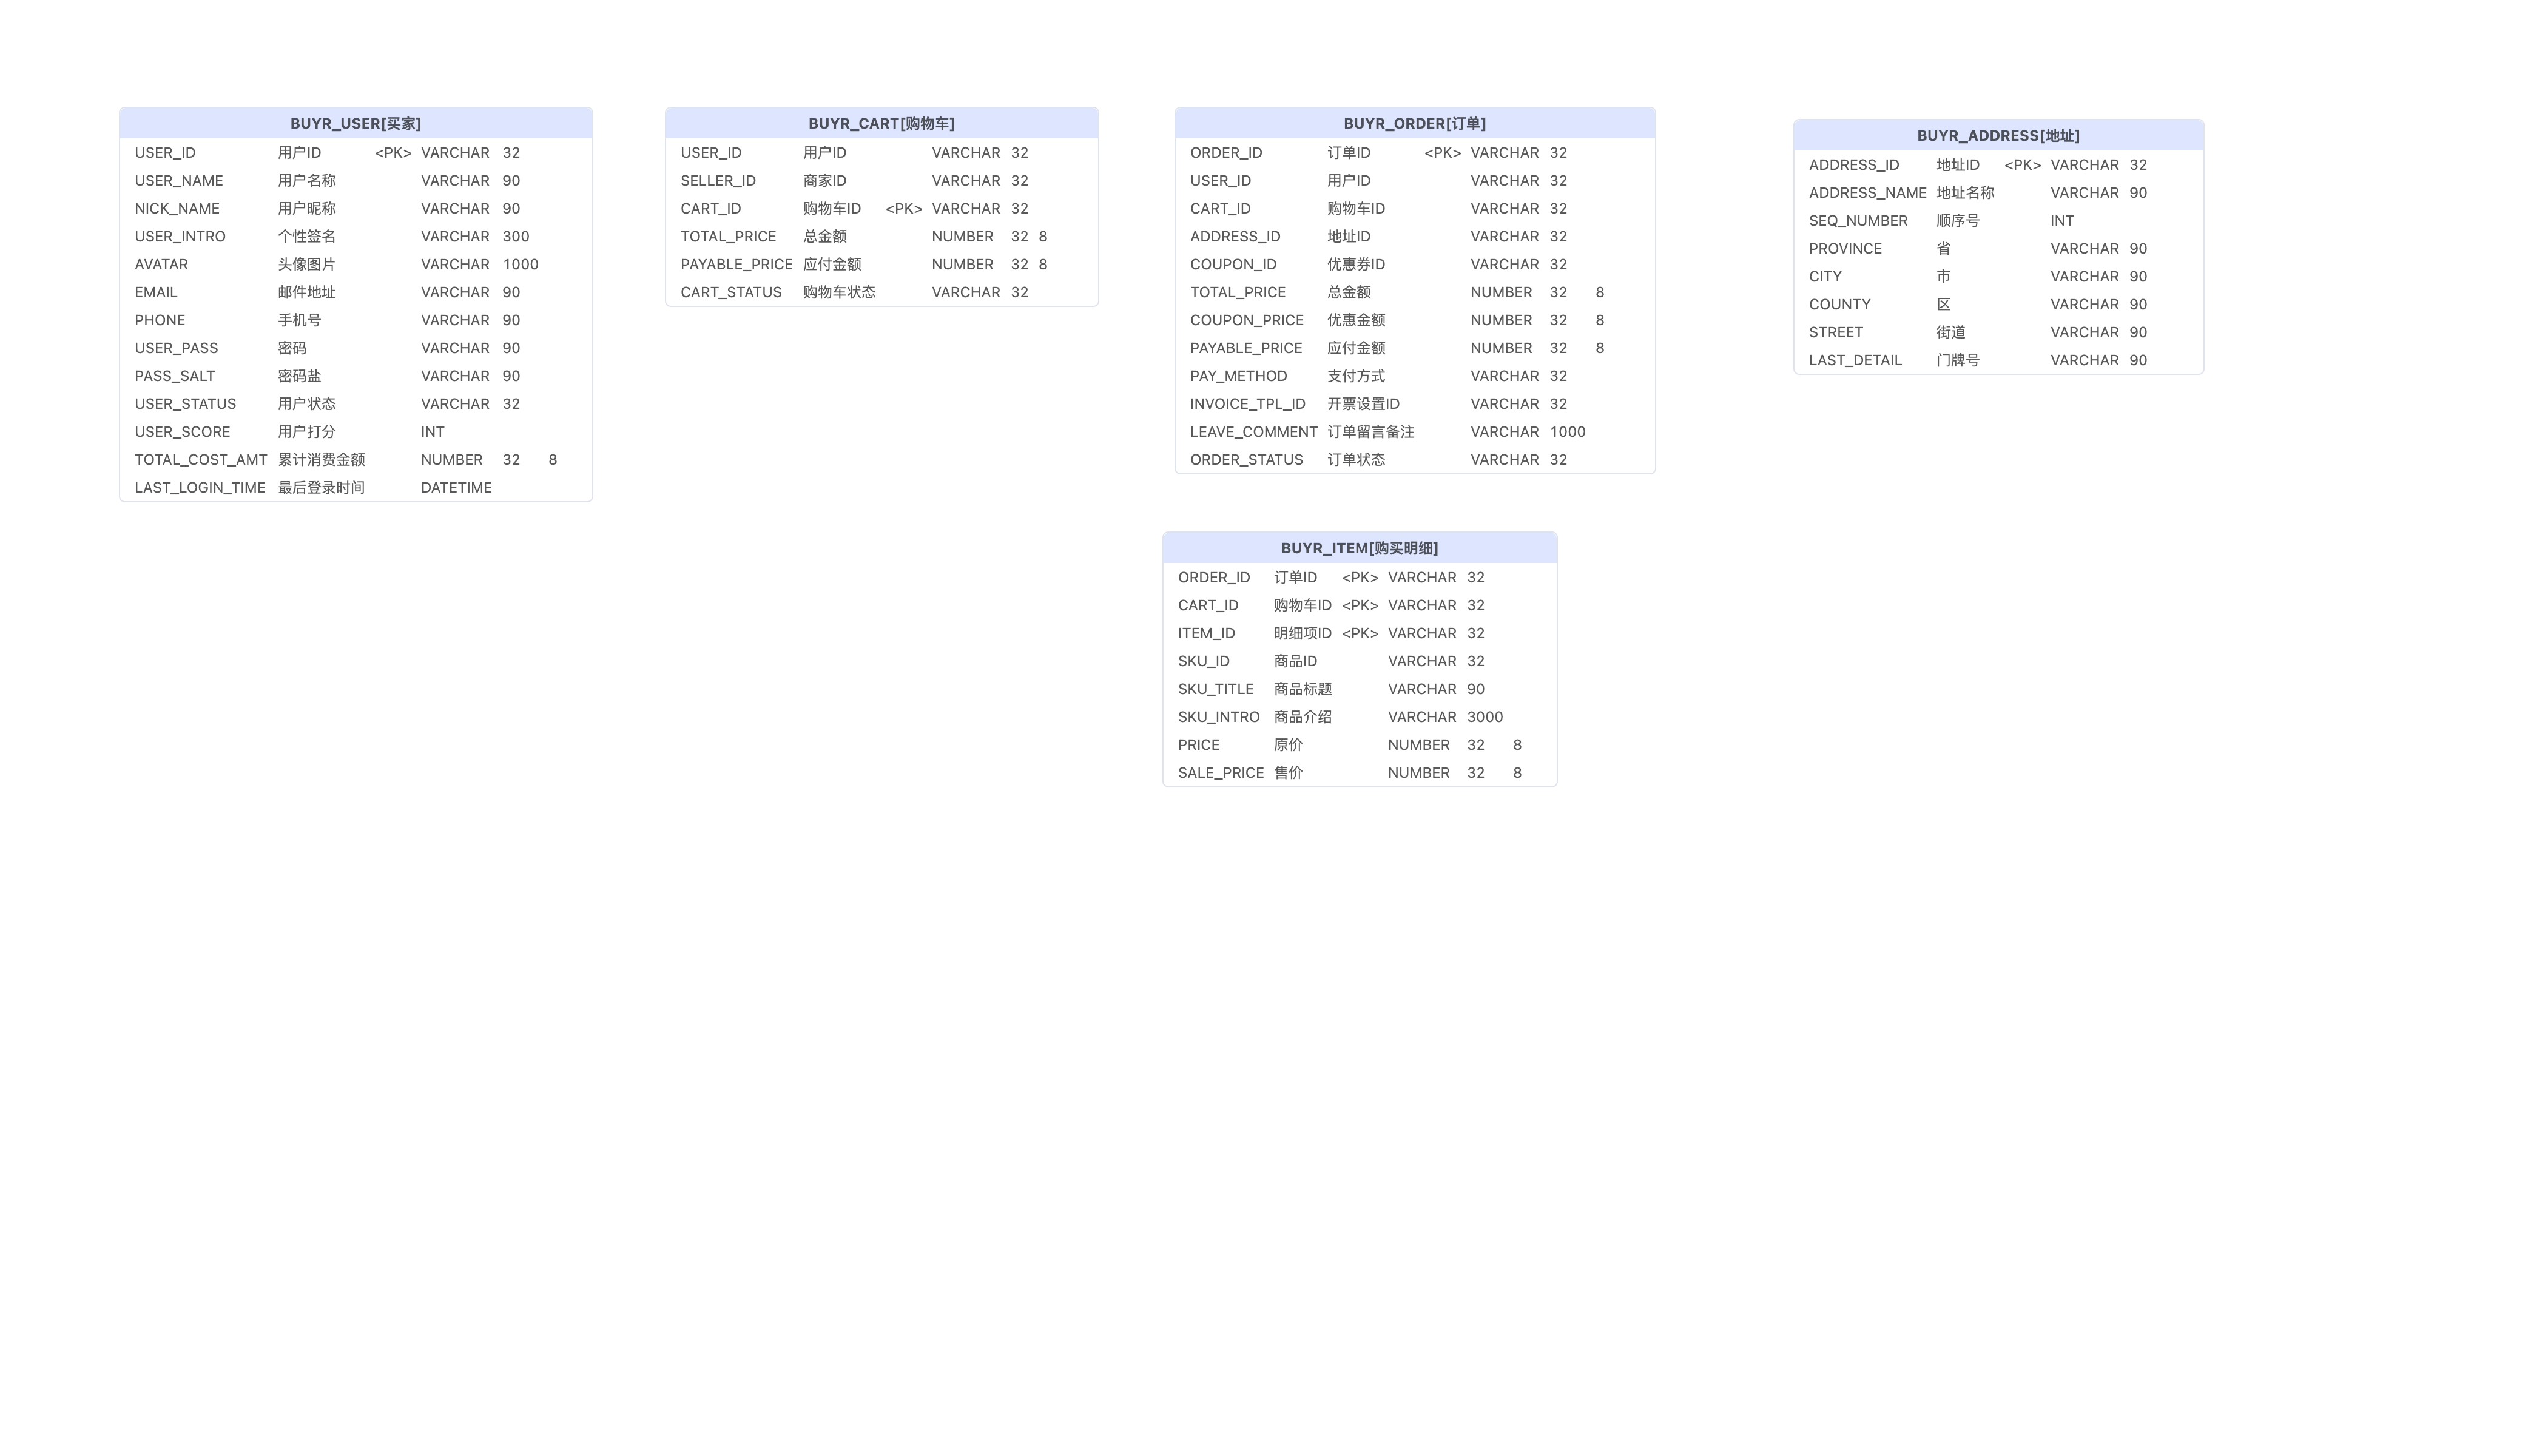 BUYR_USER[买家]
USER_ID 用户ID <PK> VARCHAR 32
USER_NAME 用户名称 VARCHAR 90
NICK_NAME 用户昵称 VARCHAR 90
USER_INTRO 个性签名 VARCHAR 300
AVATAR 头像图片 VARCHAR 1000
EMAIL 邮件地址 VARCHAR 90
PHONE 手机号 VARCHAR 90
USER_PASS 密码 VARCHAR 90
PASS_SALT 密码盐 VARCHAR 90
USER_STATUS 用户状态 VARCHAR 32
USER_SCORE 用户打分 INT
TOTAL_COST_AMT 累计消费金额 NUMBER 32 8
LAST_LOGIN_TIME 最后登录时间 DATETIME
BUYR_CART[购物车]
USER_ID 用户ID VARCHAR 32
SELLER_ID 商家ID VARCHAR 32
CART_ID 购物车ID <PK> VARCHAR 32
TOTAL_PRICE 总金额 NUMBER 32 8
PAYABLE_PRICE 应付金额 NUMBER 32 8
CART_STATUS 购物车状态 VARCHAR 32
BUYR_ORDER[订单]
ORDER_ID 订单ID <PK> VARCHAR 32
USER_ID 用户ID VARCHAR 32
CART_ID 购物车ID VARCHAR 32
ADDRESS_ID 地址ID VARCHAR 32
COUPON_ID 优惠券ID VARCHAR 32
TOTAL_PRICE 总金额 NUMBER 32 8
COUPON_PRICE 优惠金额 NUMBER 32 8
PAYABLE_PRICE 应付金额 NUMBER 32 8
PAY_METHOD 支付方式 VARCHAR 32
INVOICE_TPL_ID 开票设置ID VARCHAR 32
LEAVE_COMMENT 订单留言备注 VARCHAR 1000
ORDER_STATUS 订单状态 VARCHAR 32
BUYR_ADDRESS[地址]
ADDRESS_ID 地址ID <PK> VARCHAR 32
ADDRESS_NAME 地址名称 VARCHAR 90
SEQ_NUMBER 顺序号 INT
PROVINCE 省 VARCHAR 90
CITY 市 VARCHAR 90
COUNTY 区 VARCHAR 90
STREET 街道 VARCHAR 90
LAST_DETAIL 门牌号 VARCHAR 90
BUYR_ITEM[购买明细]
ORDER_ID 订单ID <PK> VARCHAR 32
CART_ID 购物车ID <PK> VARCHAR 32
ITEM_ID 明细项ID <PK> VARCHAR 32
SKU_ID 商品ID VARCHAR 32
SKU_TITLE 商品标题 VARCHAR 90
SKU_INTRO 商品介绍 VARCHAR 3000
PRICE 原价 NUMBER 32 8
SALE_PRICE 售价 NUMBER 32 8